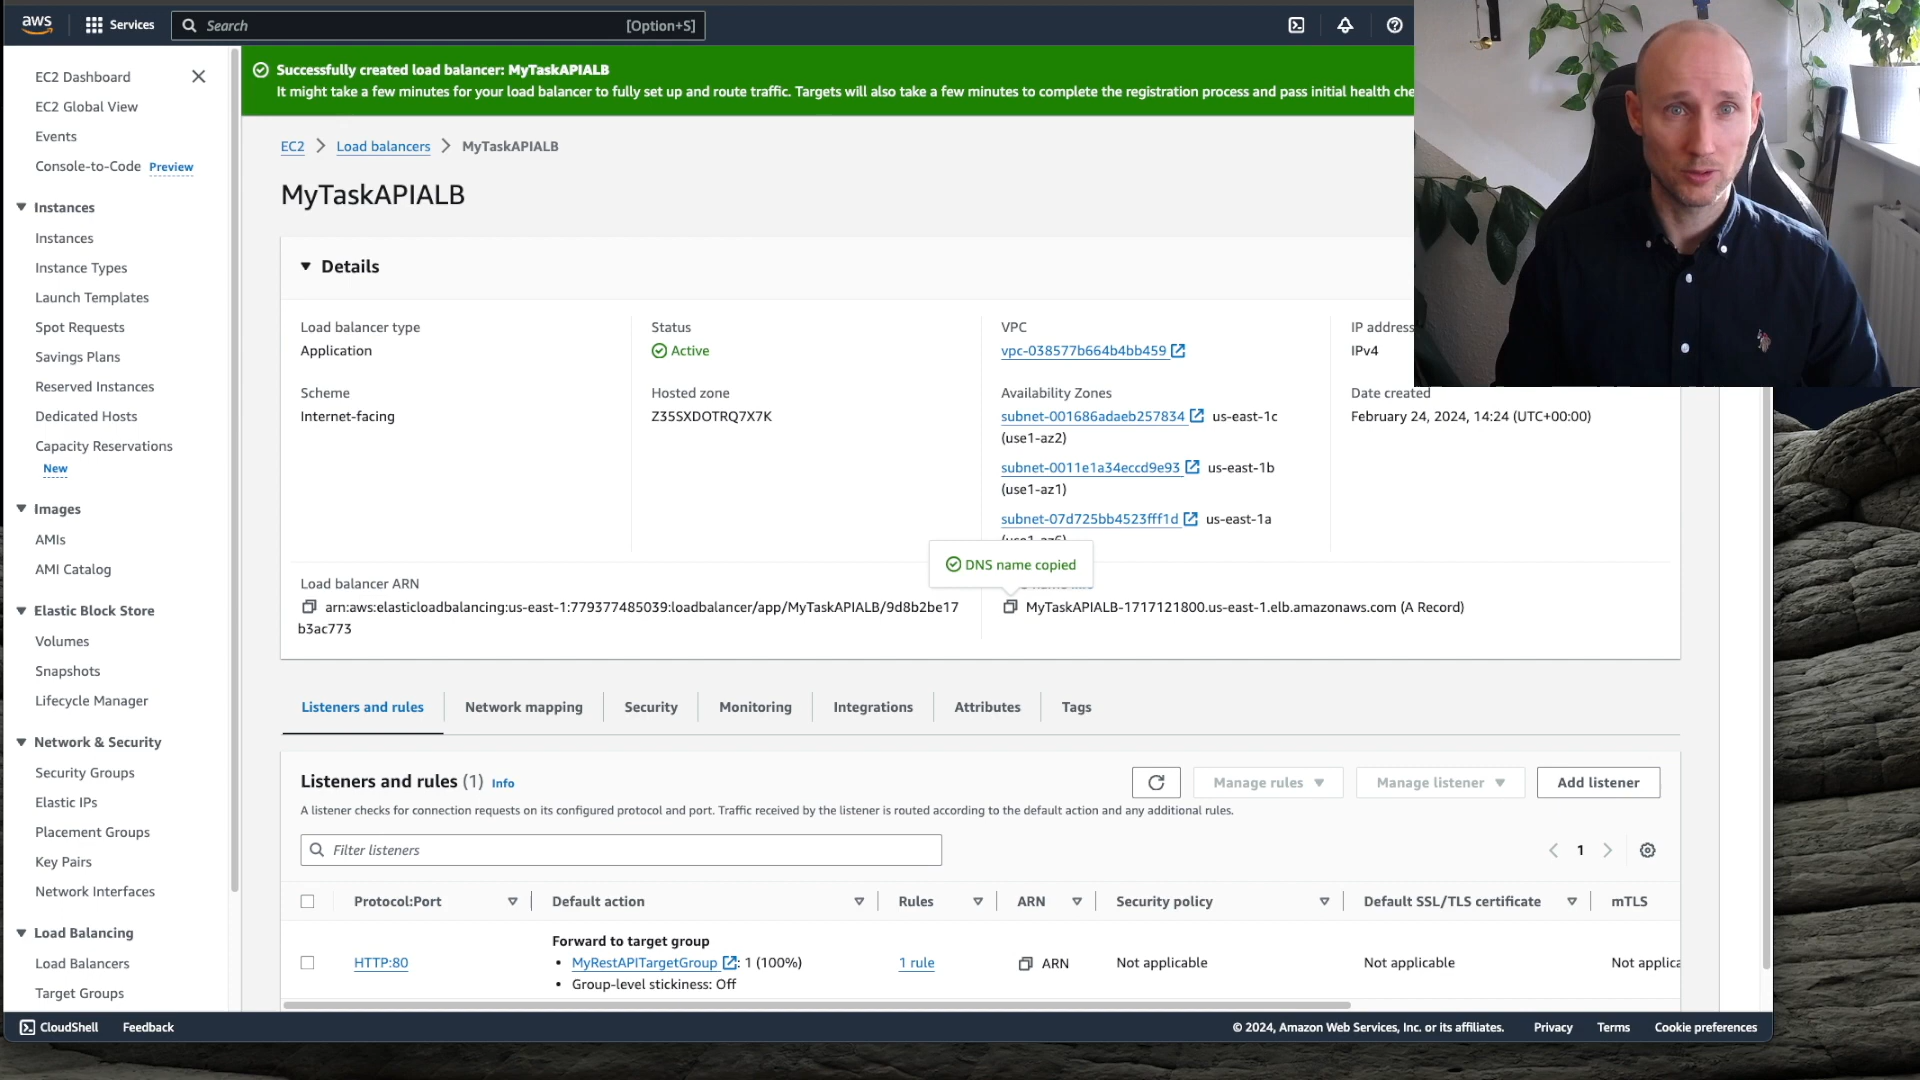 aws
Services
Search
[Option+S]
EC2 Dashboard
EC2 Global View
Events
Console-to-Code Preview
Instances
Instances
Instance Types
Launch Templates
Spot Requests
Savings Plans
Reserved Instances
Dedicated Hosts
Capacity Reservations
New
Images
AMIs
AMI Catalog
Elastic Block Store
Volumes
Snapshots
Lifecycle Manager
Network & Security
Security Groups
Elastic IPs
Placement Groups
Key Pairs
Network Interfaces
Load Balancing
Load Balancers
Target Groups
Successfully created load balancer: MyTaskAPIALB
It might take a few minutes for your load balancer to fully set up and route traffic. Targets will also take a few minutes to complete the registration process and pass initial health che
EC2 > Load balancers > MyTaskAPIALB
MyTaskAPIALB
Details
Load balancer type
Application
Status
Active
VPC
vpc-038577b664b4bb459
IP address
IPv4
Scheme
Internet-facing
Hosted zone
Z35SXDOTRQ7X7K
Availability Zones
subnet-001686adaeb257834 us-east-1c
(use1-az2)
subnet-0011e1a34eccd9e93 us-east-1b
(use1-az1)
subnet-07d725bb4523fff1d us-east-1a
(use1-az6)
Date created
February 24, 2024, 14:24 (UTC+00:00)
DNS name copied
Load balancer ARN
arn:aws:elasticloadbalancing:us-east-1:779377485039:loadbalancer/app/MyTaskAPIALB/9d8b2be17
b3ac773
MyTaskAPIALB-1717121800.us-east-1.elb.amazonaws.com (A Record)
Listeners and rules
Network mapping
Security
Monitoring
Integrations
Attributes
Tags
Listeners and rules (1) Info
Manage rules
Manage listener
Add listener
A listener checks for connection requests on its configured protocol and port. Traffic received by the listener is routed according to the default action and any additional rules.
Filter listeners
1
Protocol:Port
Default action
Rules
ARN
Security policy
Default SSL/TLS certificate
mTLS
HTTP:80
Forward to target group
• MyRestAPITargetGroup : 1 (100%)
• Group-level stickiness: Off
1 rule
ARN
Not applicable
Not applicable
Not applica
CloudShell
Feedback
© 2024, Amazon Web Services, Inc. or its affiliates.
Privacy
Terms
Cookie preferences